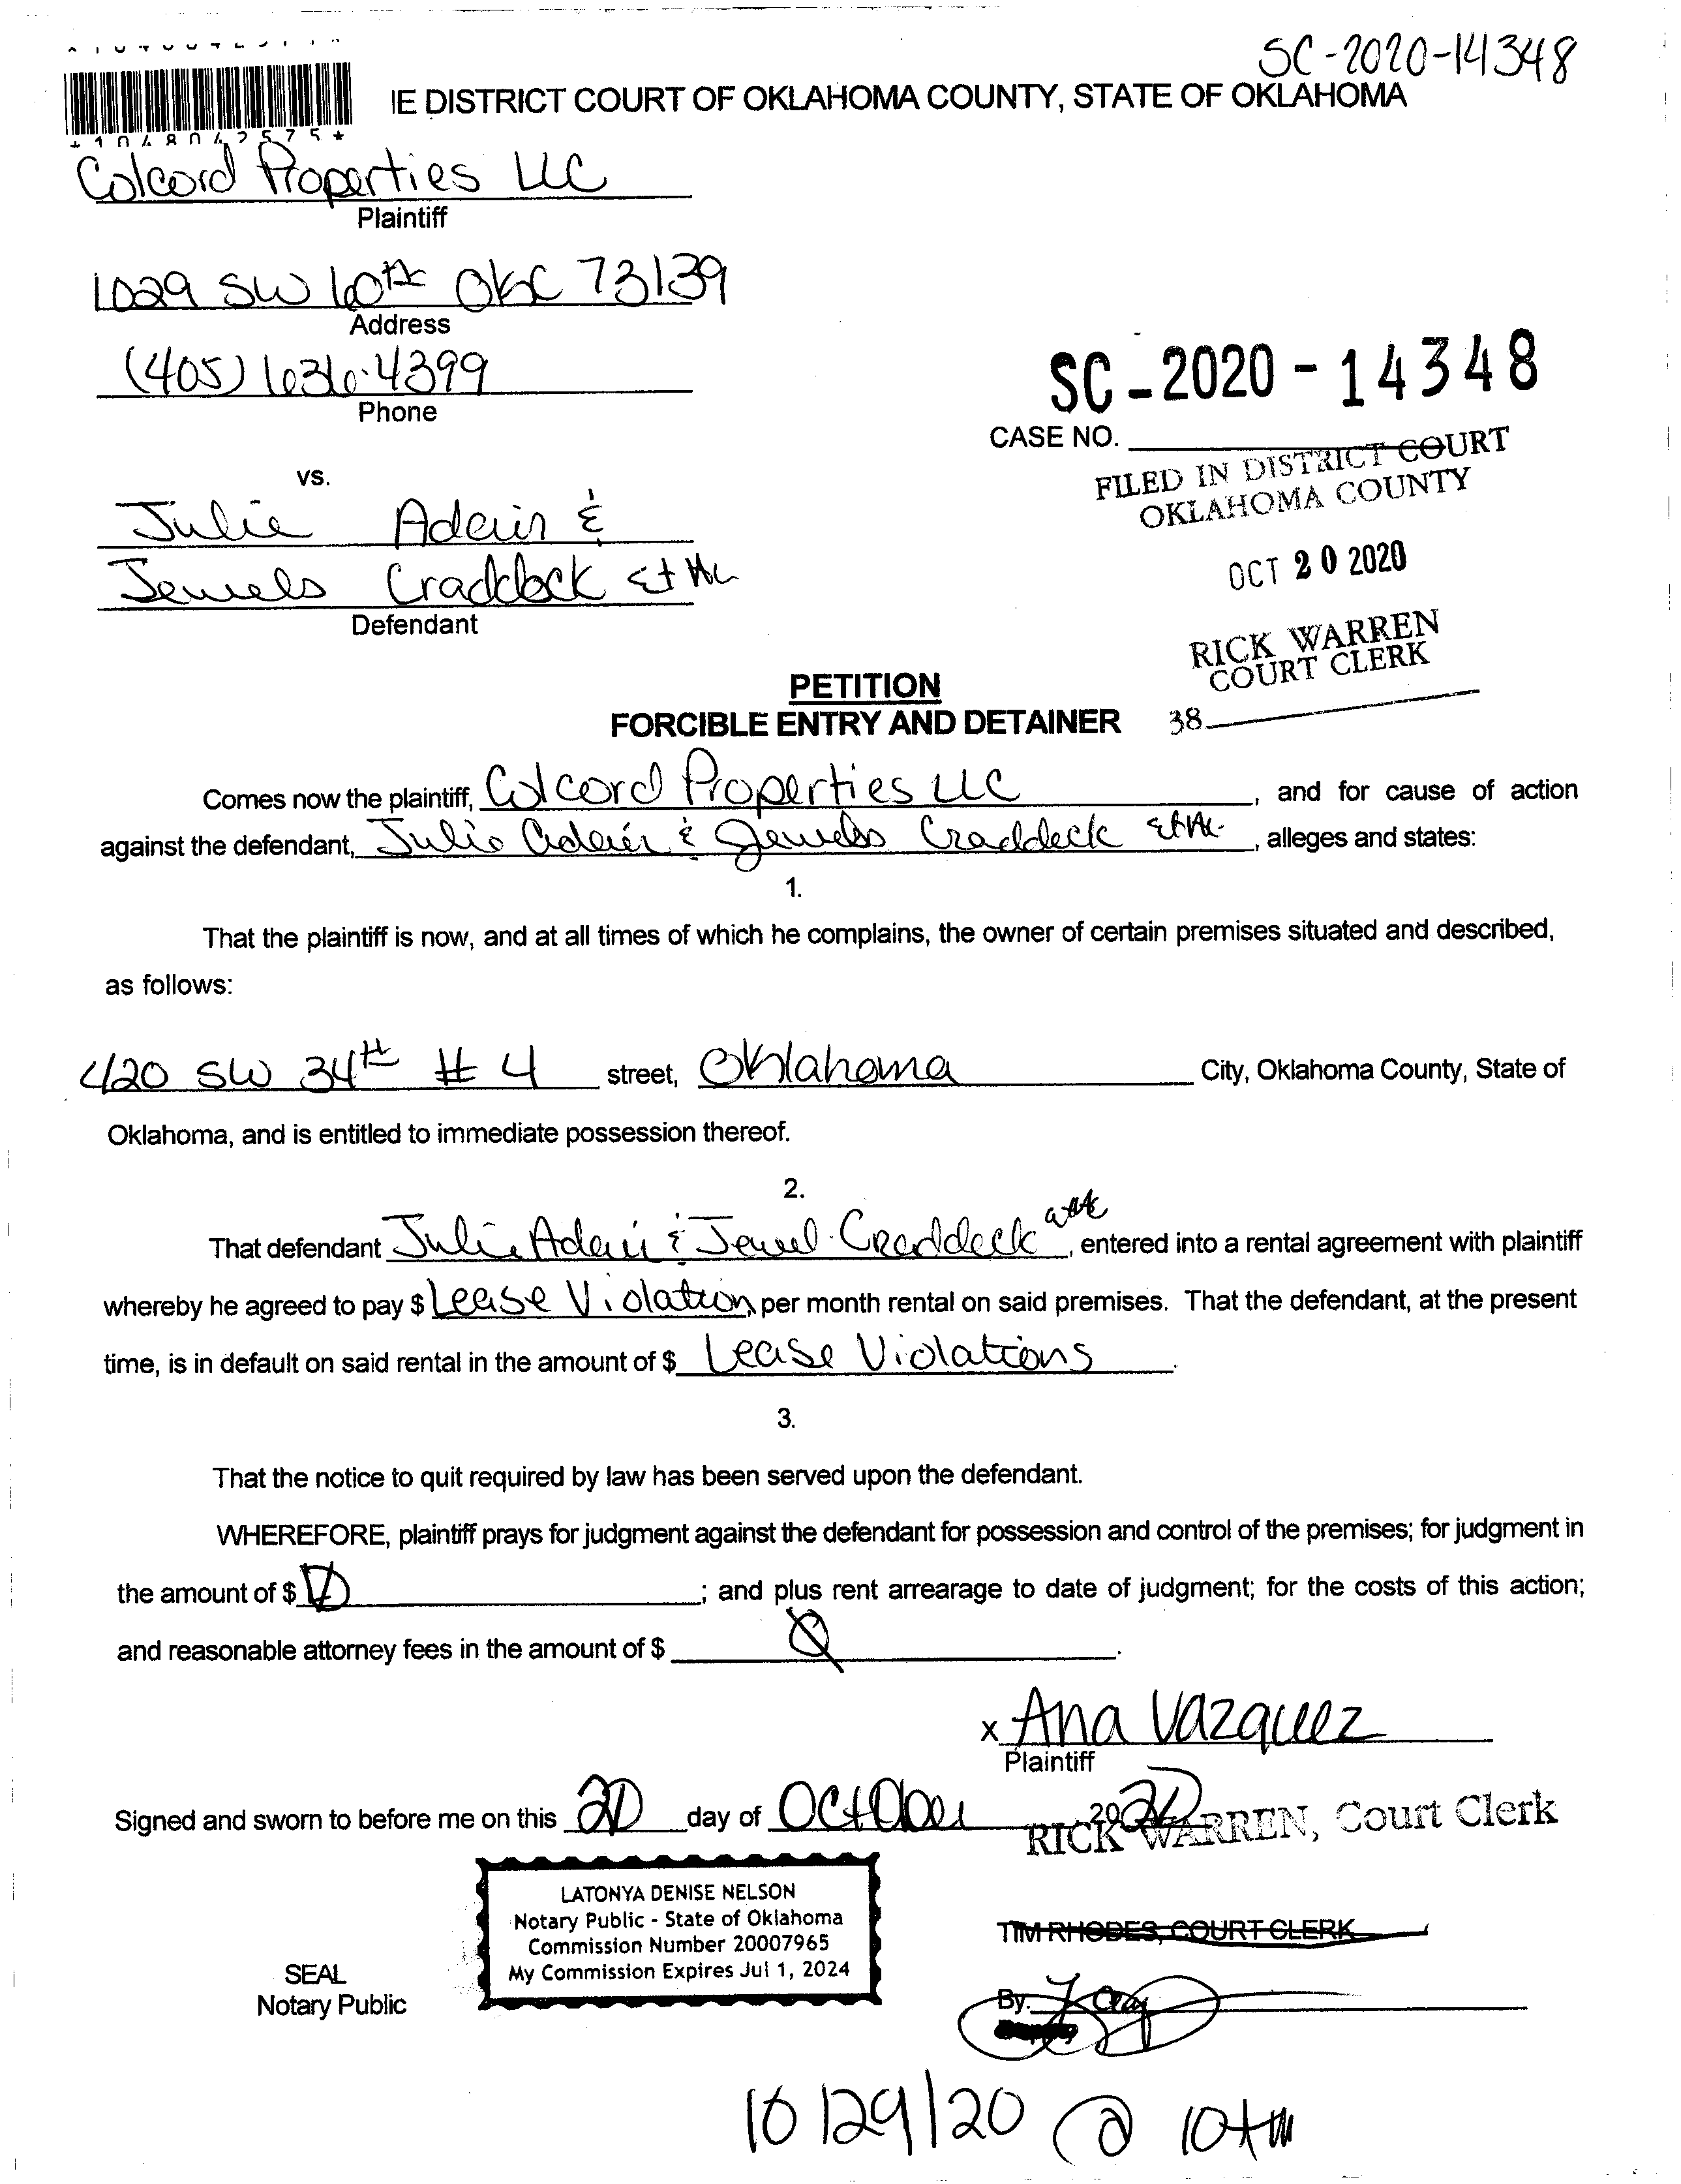 SC-2020-14348
IE DISTRICT COURT OF OKLAHOMA COUNTY, STATE OF OKLAHOMA
*1048042575*
Colcord Properties LLC
Plaintiff
1029 SW 60th OKC 73139
Address
(405) 636-4399
Phone
SC-2020-14348
CASE NO.
FILED IN DISTRICT COURT
OKLAHOMA COUNTY
OCT 20 2020
RICK WARREN
COURT CLERK
38
vs.
Julie Adair &
Jewels Craddock et
Defendant
PETITION
FORCIBLE ENTRY AND DETAINER
Comes now the plaintiff, Colcord Properties LLC, and for cause of action
against the defendant, Julie Adair & Jewels Craddock, alleges and states:
1.
That the plaintiff is now, and at all times of which he complains, the owner of certain premises situated and described,
as follows:
420 SW 34th # 4 street, Oklahoma City, Oklahoma County, State of
Oklahoma, and is entitled to immediate possession thereof.
2.
That defendant Julie Adair & Jewel Craddock, entered into a rental agreement with plaintiff
whereby he agreed to pay $ Lease Violation per month rental on said premises. That the defendant, at the present
time, is in default on said rental in the amount of $ Lease Violations.
3.
That the notice to quit required by law has been served upon the defendant.
WHEREFORE, plaintiff prays for judgment against the defendant for possession and control of the premises; for judgment in
the amount of $ ; and plus rent arrearage to date of judgment; for the costs of this action;
and reasonable attorney fees in the amount of $ .
x Ana Vazquez
Plaintiff
Signed and sworn to before me on this 20 day of October 2020
RICK WARREN, Court Clerk
LATONYA DENISE NELSON
Notary Public - State of Oklahoma
Commission Number 20007965
My Commission Expires Jul 1, 2024
SEAL
Notary Public
TIM RHODES, COURT CLERK
By.
10/29/20 @ 10AM